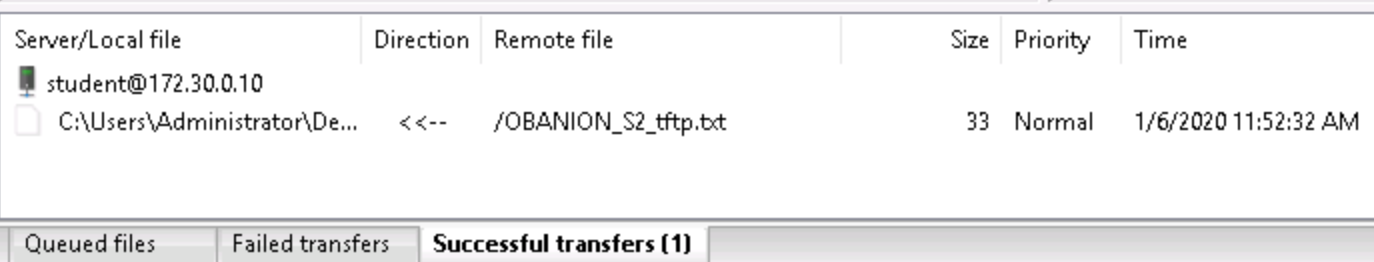 Server/Local file Direction Remote file Size Priority Time
student@172.30.0.10
C:\Users\Administrator\De... <<-- /OBANION_S2_tftp.txt 33 Normal 1/6/2020 11:52:32 AM
Queued files Failed transfers Successful transfers (1)